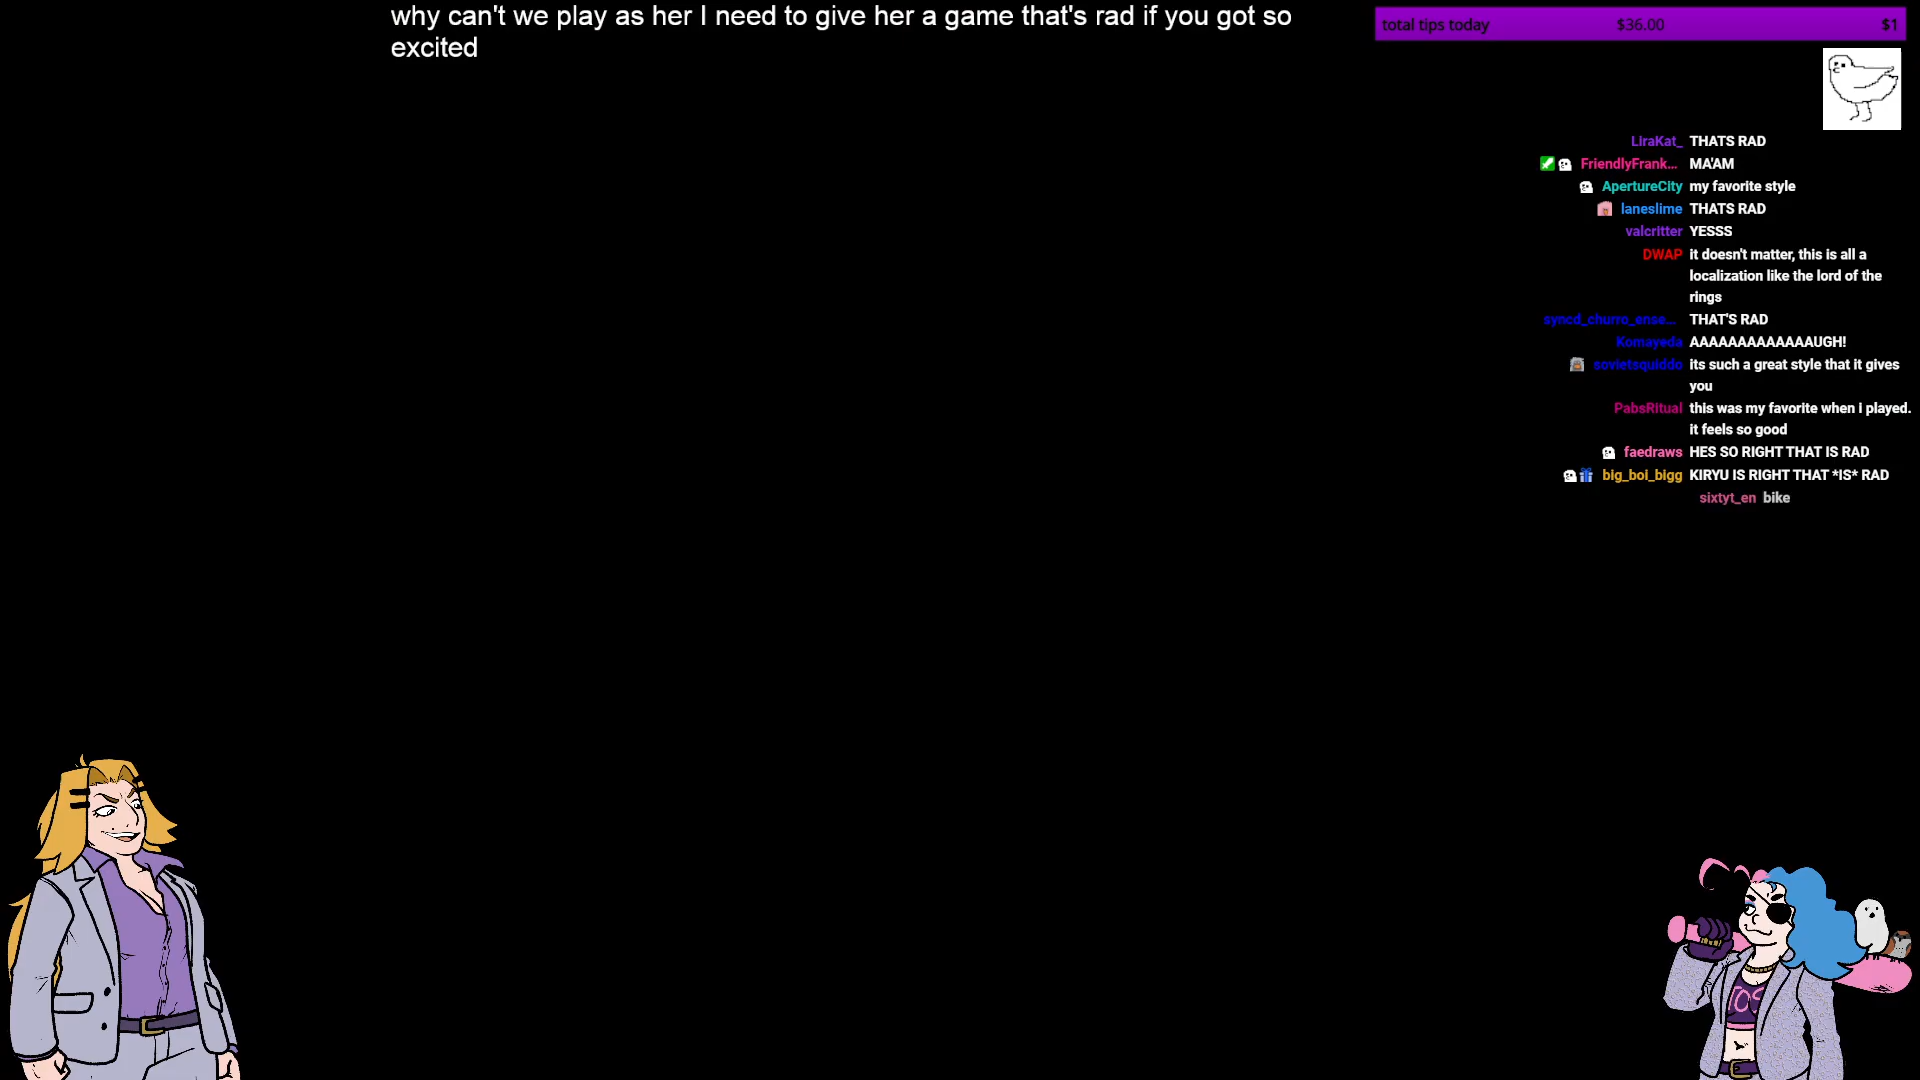 why can't we play as her I need to give her a game that's rad if you got so
excited
total tips today $36.00 $1
LiraKat_ THATS RAD
FriendlyFrank... MA'AM
ApertureCity my favorite style
laneslime THATS RAD
valcritter YESSS
DWAP it doesn't matter, this is all a
localization like the lord of the
rings
syncd_churro_ense... THAT'S RAD
Komayeda AAAAAAAAAAAAAUGH!
sovietsquiddo its such a great style that it gives
you
PabsRitual this was my favorite when I played.
it feels so good
faedraws HES SO RIGHT THAT IS RAD
big_boi_bigg KIRYU IS RIGHT THAT *IS* RAD
sixtyt_en bike